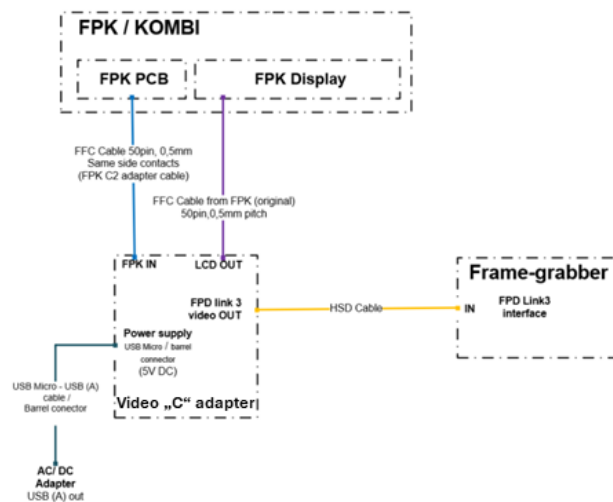 FPK / KOMBI
FPK PCB
FPK Display
FFC Cable 50pin, 0,5mm
Same side contacts
(FPK C2 adapter cable)
FFC Cable from FPK (original)
50pin,0,5mm pitch
FPK IN
LCD OUT
FPD link 3
video OUT
Power supply
USB Micro / barrel
connector
(5V DC)
Video „C“ adapter
HSD Cable
Frame-grabber
IN
FPD Link3
interface
USB Micro - USB (A)
cable /
Barrel conector
AC/ DC
Adapter
USB (A) out